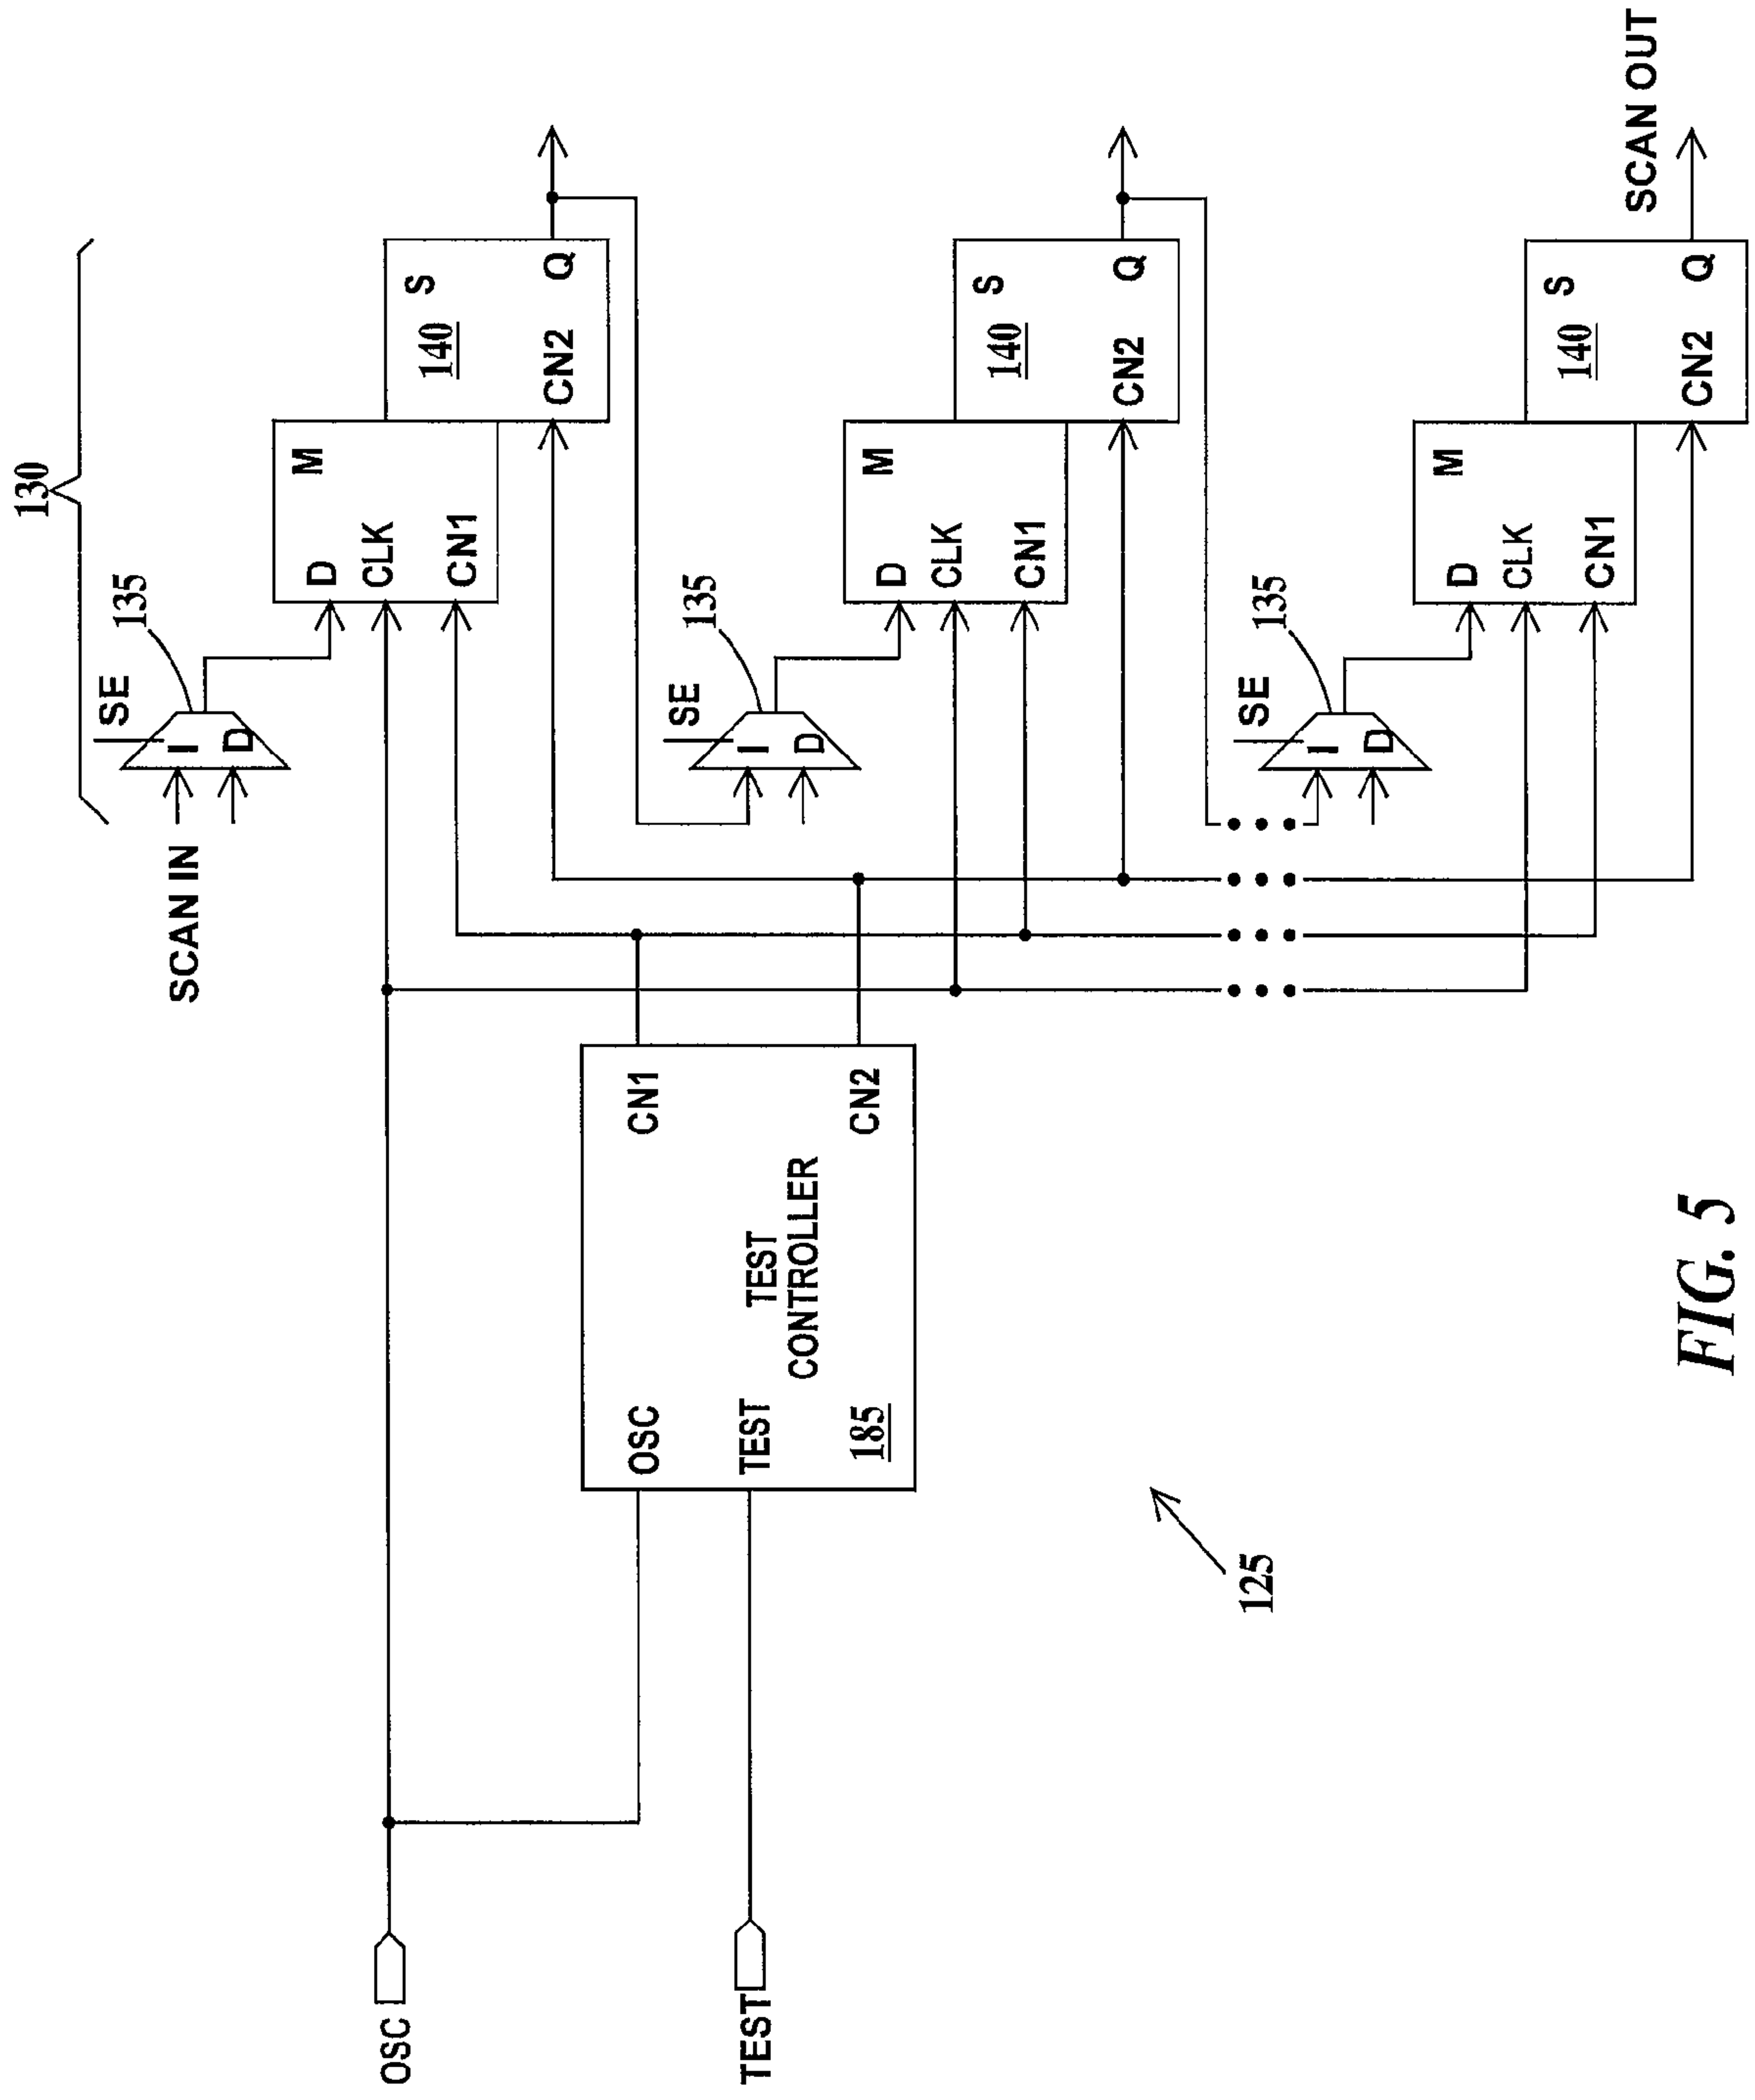 130
SE
135
SCAN IN
I
D
D
M
CLK
CN1
S
140
CN2
Q
SE
135
I
D
D
M
CLK
CN1
S
140
CN2
Q
SE
135
I
D
D
M
CLK
CN1
S
140
CN2
Q
SCAN OUT
OSC
TEST
OSC
CN1
TEST
TEST
CONTROLLER
185
CN2
125
FIG. 5